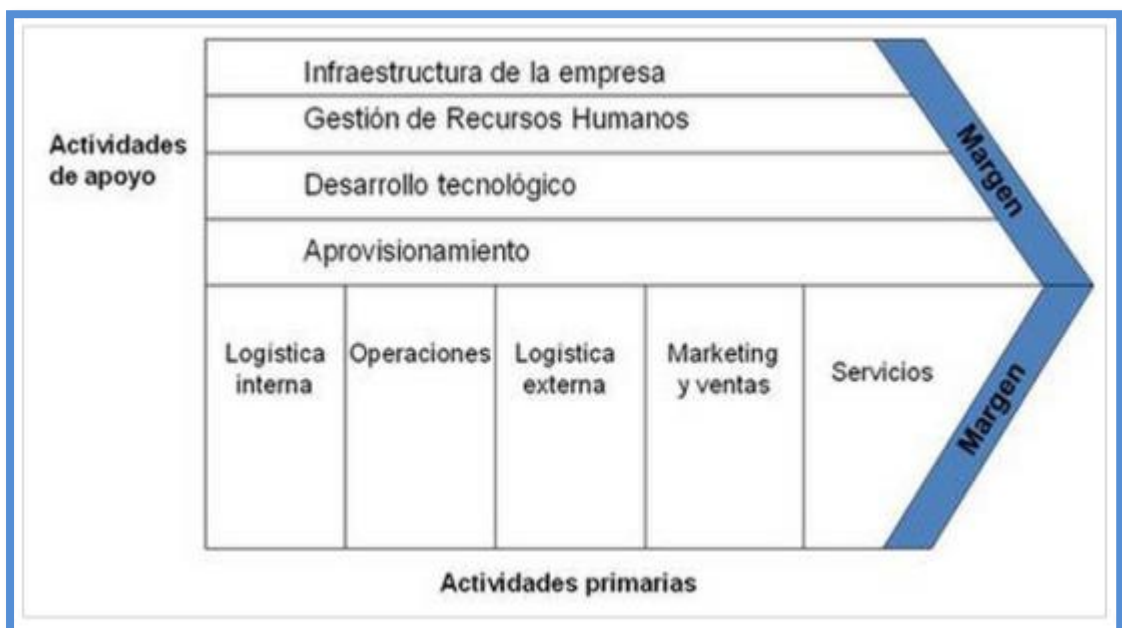 Infraestructura de la empresa
Gestión de Recursos Humanos
Actividades
de apoyo
Desarrollo tecnológico
Aprovisionamiento
Margen
Logística
interna
Operaciones
Logística
externa
Marketing
y ventas
Servicios
Margen
Actividades primarias